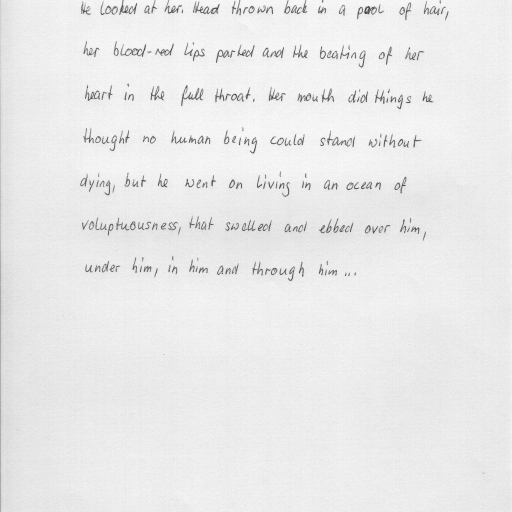 He looked at her. Head thrown back in a pool of hair,
her blood-red lips parted and the beating of her
heart in the full throat. Her mouth did things he
thought no human being could stand without
dying, but he went on living in an ocean of
voluptuousness, that swelled and ebbed over him,
under him, in him and through him...